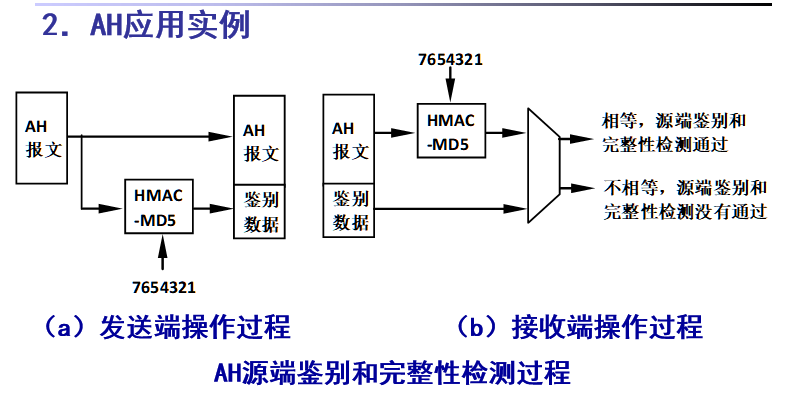 2. AH应用实例
AH
报文
HMAC
-MD5
7654321
AH
报文
鉴别
数据
（a）发送端操作过程
7654321
AH
报文
鉴别
数据
HMAC
-MD5
相等，源端鉴别和
完整性检测通过
不相等，源端鉴别和
完整性检测没有通过
（b）接收端操作过程
AH源端鉴别和完整性检测过程